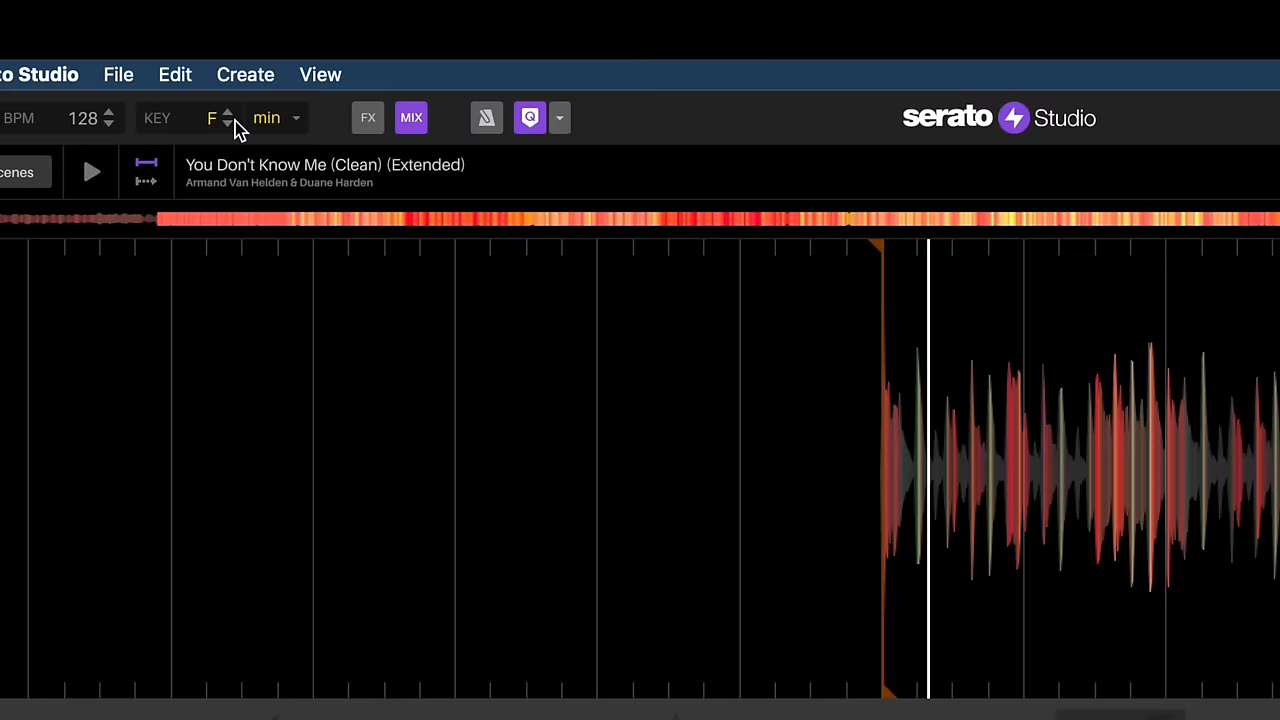 to Studio File Edit Create View
BPM 128 KEY F min FX MIX Q serato Studio
cenes You Don't Know Me (Clean) (Extended)
Armand Van Helden & Duane Harden